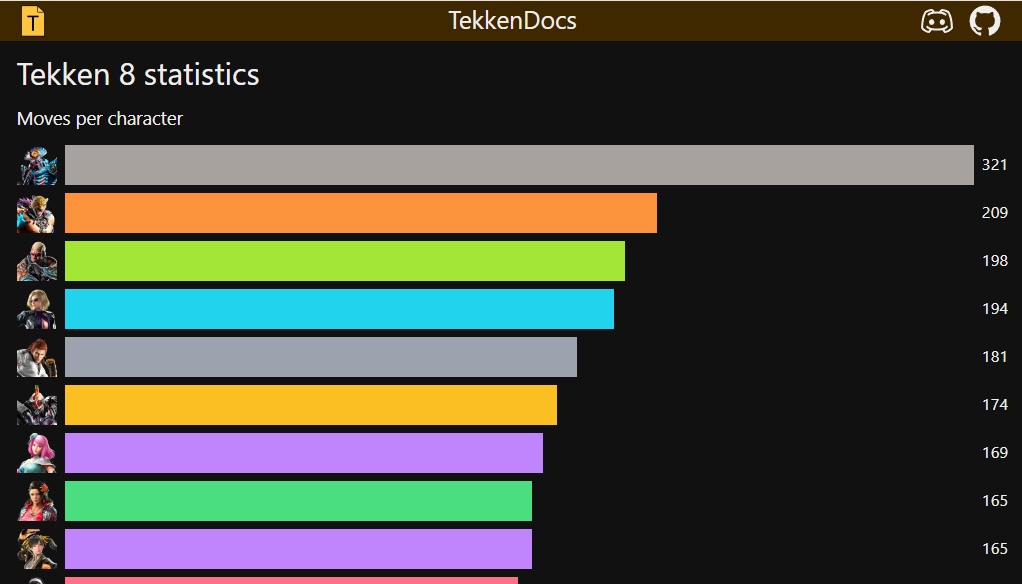 T
TekkenDocs
Tekken 8 statistics
Moves per character
321
209
198
194
181
174
169
165
165